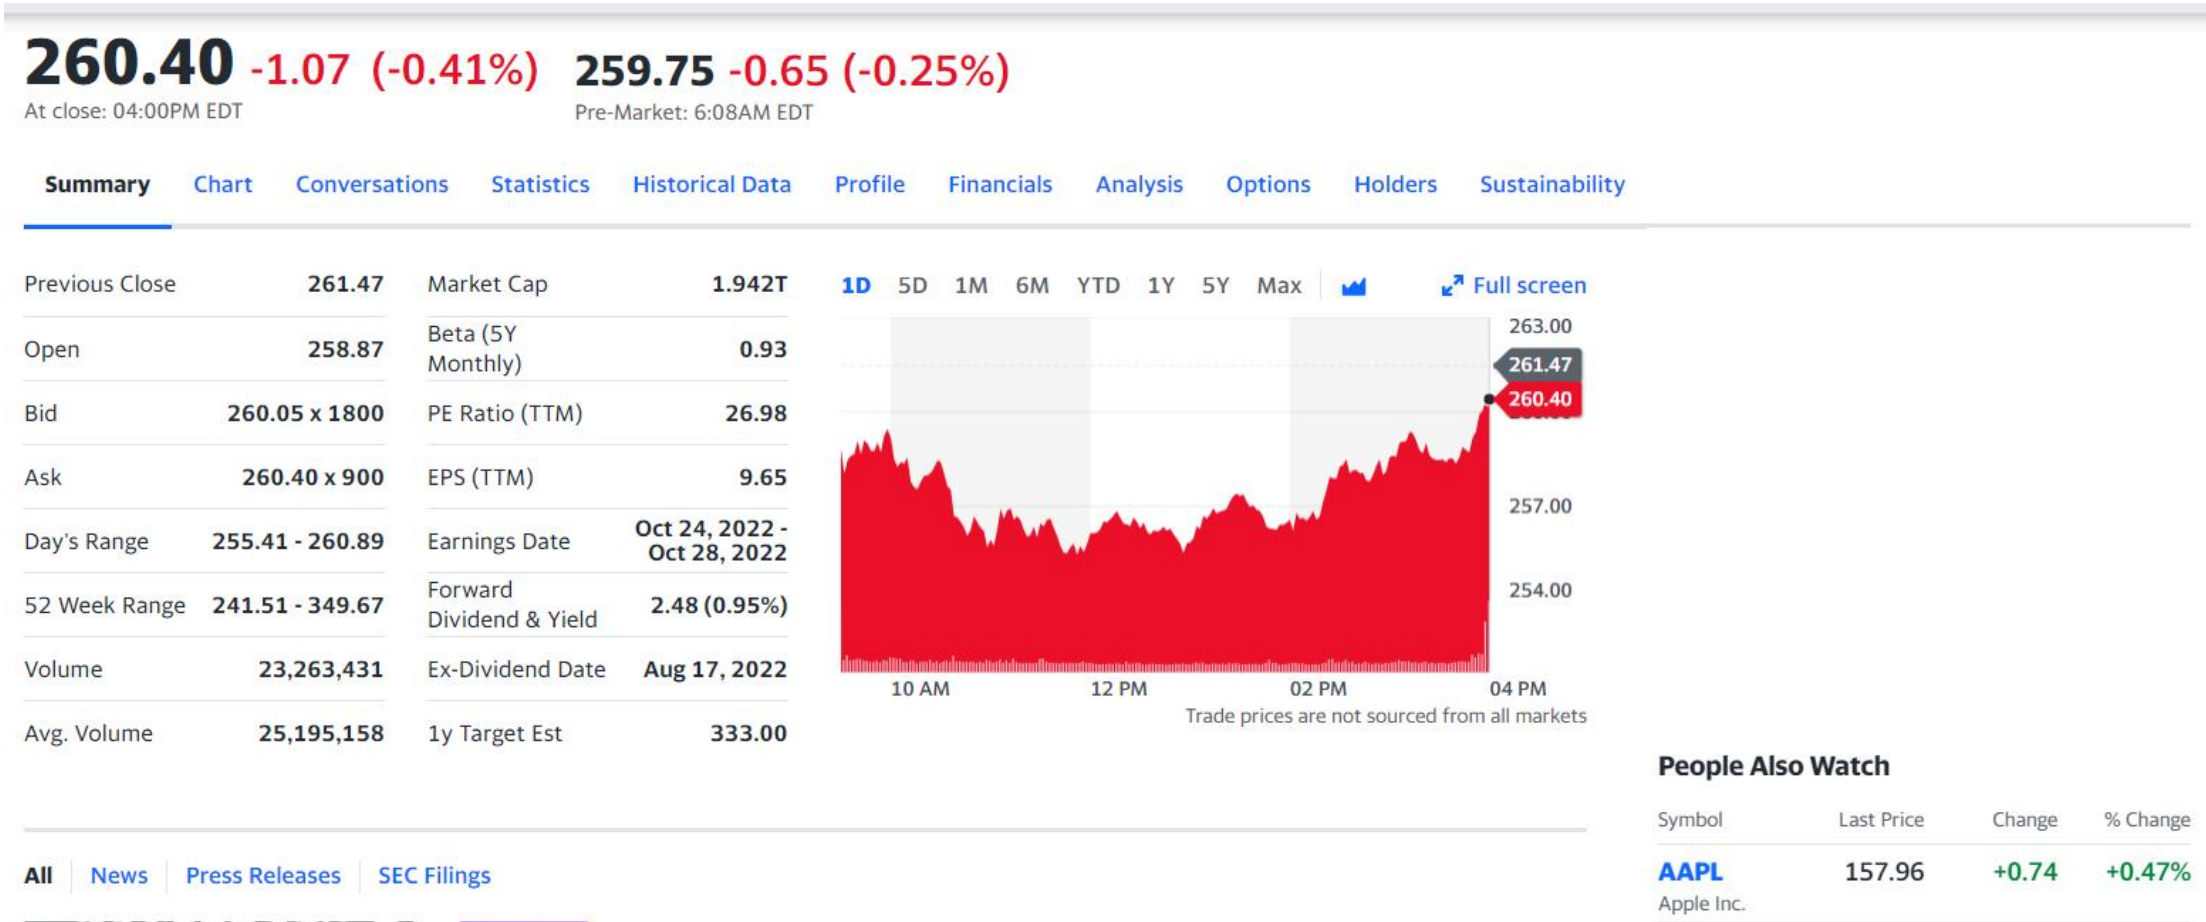 260.40 -1.07 (-0.41%) 259.75 -0.65 (-0.25%)
At close: 04:00PM EDT Pre-Market: 6:08AM EDT
Summary Chart Conversations Statistics Historical Data Profile Financials Analysis Options Holders Sustainability
Previous Close 261.47
Open 258.87
Bid 260.05 x 1800
Ask 260.40 x 900
Day's Range 255.41 - 260.89
52 Week Range 241.51 - 349.67
Volume 23,263,431
Avg. Volume 25,195,158
Market Cap 1.942T
Beta (5Y
Monthly) 0.93
PE Ratio (TTM) 26.98
EPS (TTM) 9.65
Earnings Date Oct 24, 2022 -
Oct 28, 2022
Forward
Dividend & Yield 2.48 (0.95%)
Ex-Dividend Date Aug 17, 2022
1y Target Est 333.00
1D 5D 1M 6M YTD 1Y 5Y Max Full screen
263.00
261.47
260.40
257.00
254.00
10 AM 12 PM 02 PM 04 PM
Trade prices are not sourced from all markets
People Also Watch
Symbol Last Price Change % Change
AAPL 157.96 +0.74 +0.47%
Apple Inc.
All News Press Releases SEC Filings